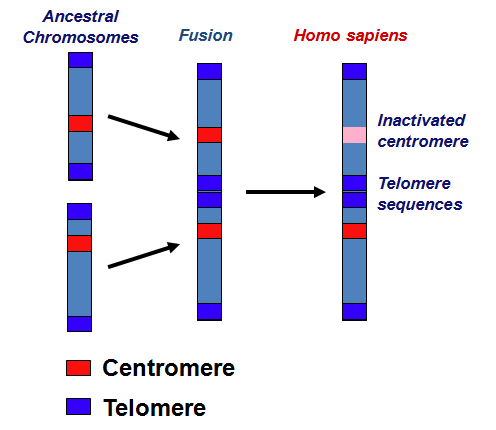 Ancestral
Chromosomes
Fusion
Homo sapiens
Inactivated
centromere
Telomere
sequences
Centromere
Telomere